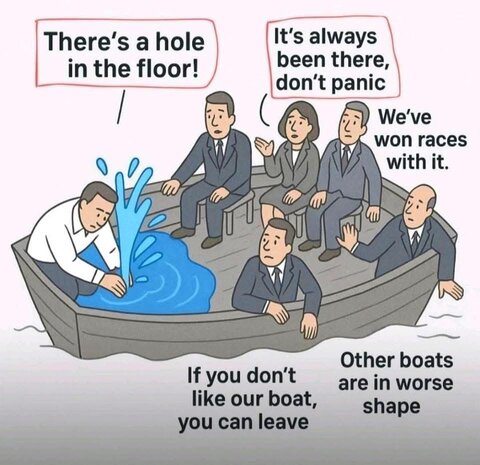 There's a hole
in the floor!
It's always
been there,
don't panic
We've
won races
with it.
If you don't
like our boat,
you can leave
Other boats
are in worse
shape